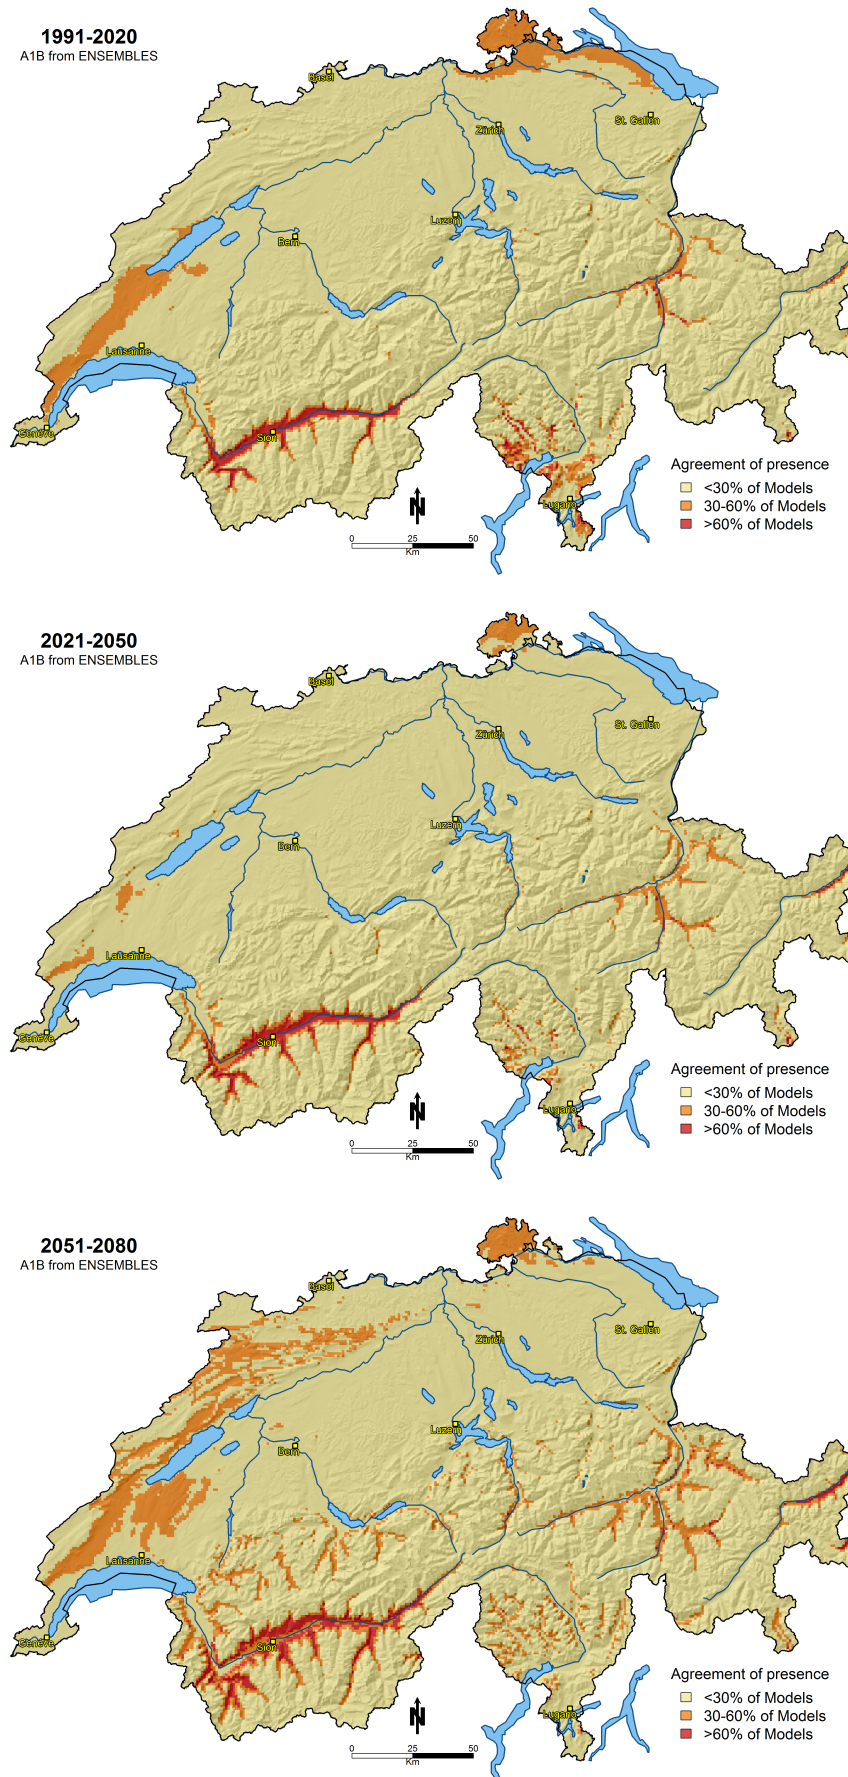 1991-2020
A1B from ENSEMBLES
Basel
Zürich
St. Gallen
Luzern
Bern
Lausanne
Genève
Sion
Lugano
N
Agreement of presence
<30% of Models
30-60% of Models
>60% of Models
0 25 50
Km
2021-2050
A1B from ENSEMBLES
Basel
St. Gallen
Zürich
Luzern
Bern
Lausanne
Genève
Sion
Lugano
N
Agreement of presence
<30% of Models
30-60% of Models
>60% of Models
0 25 50
Km
2051-2080
A1B from ENSEMBLES
Basel
St. Gallen
Zürich
Luzern
Bern
Lausanne
Genève
Sion
Lugano
N
Agreement of presence
<30% of Models
30-60% of Models
>60% of Models
0 25 50
Km